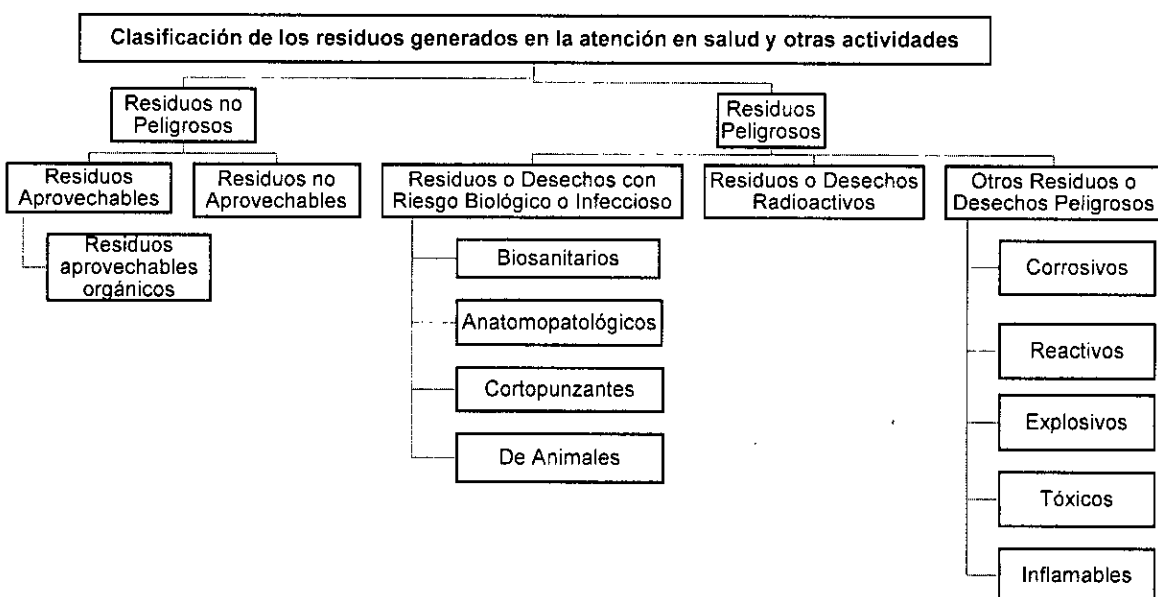 Clasificación de los residuos generados en la atención en salud y otras actividades
Residuos no
Peligrosos
Residuos
Peligrosos
Residuos
Aprovechables
Residuos no
Aprovechables
Residuos o Desechos con
Riesgo Biológico o Infeccioso
Residuos o Desechos
Radioactivos
Otros Residuos o
Desechos Peligrosos
Residuos
aprovechables
orgánicos
Biosanitarios
Anatomopatológicos
Cortopunzantes
De Animales
Corrosivos
Reactivos
Explosivos
Tóxicos
Inflamables